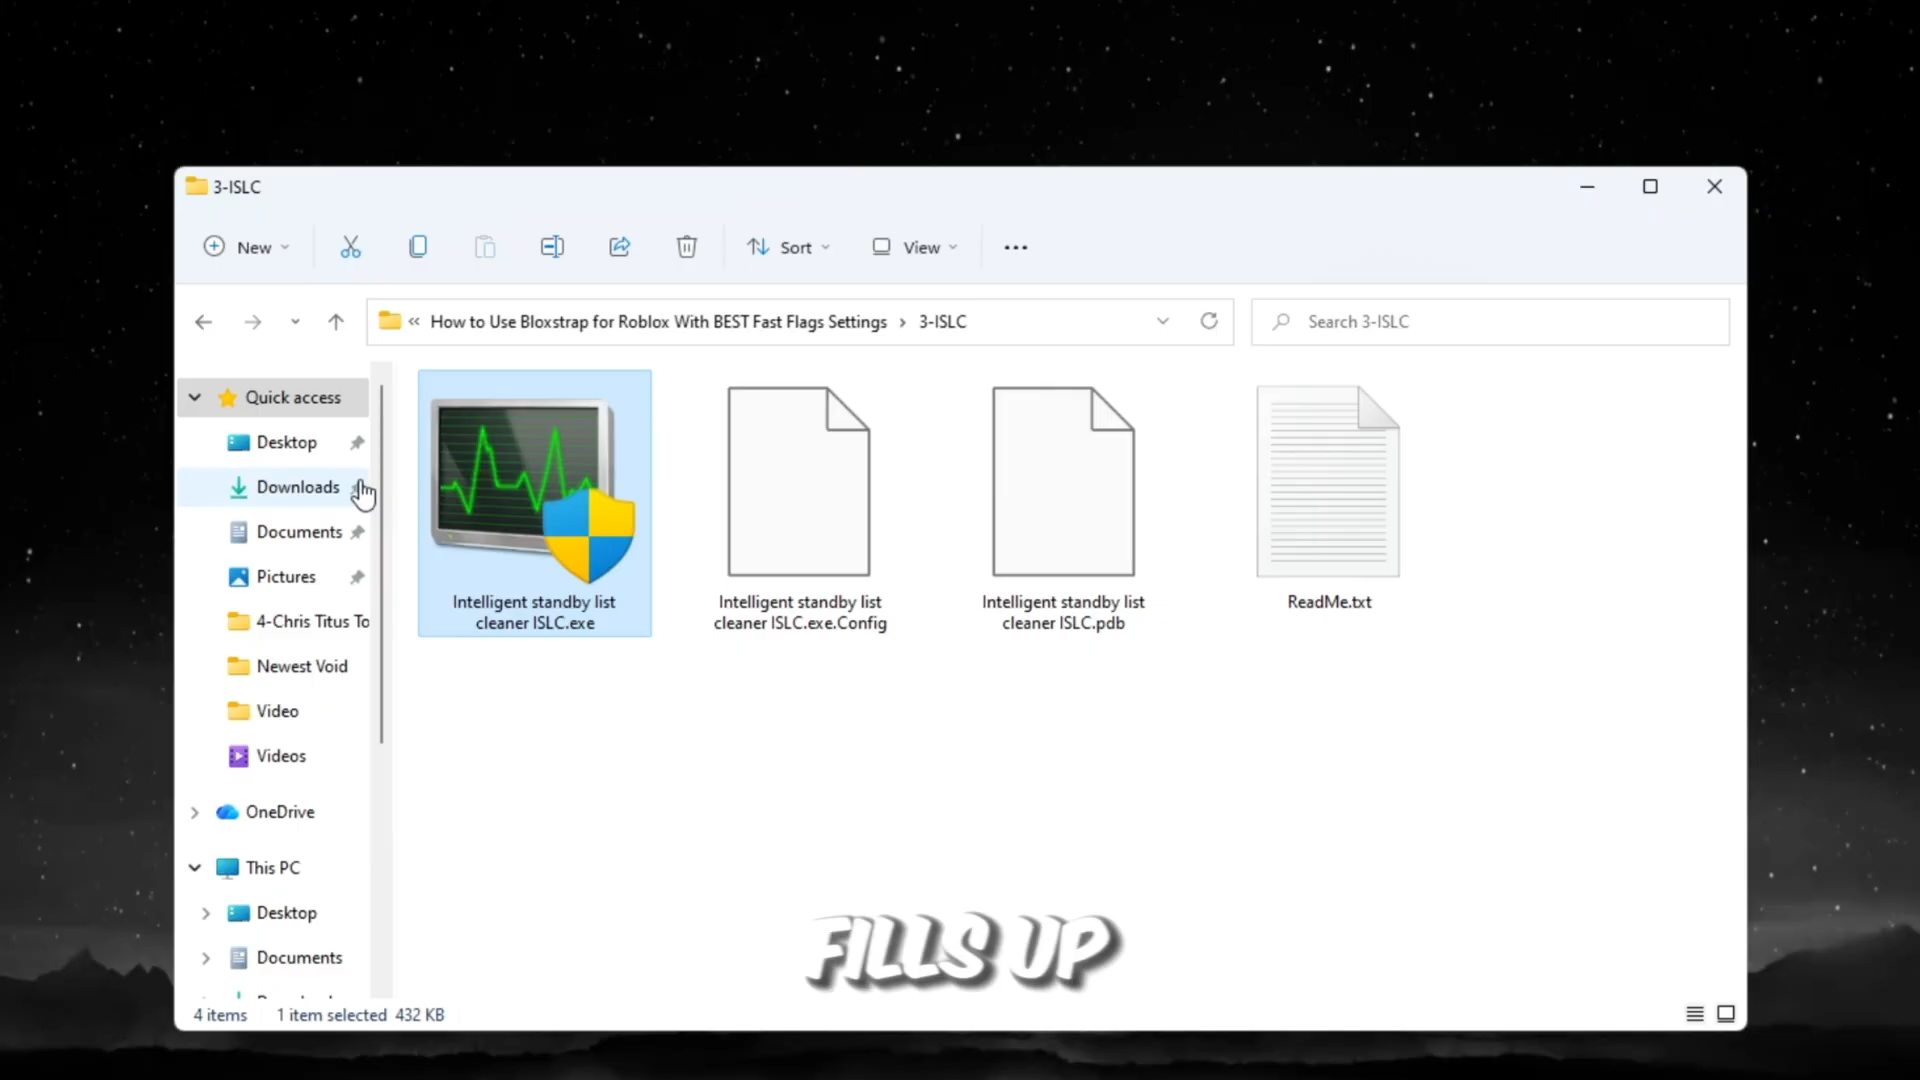 3-ISLC
New
Sort
View
« How to Use Bloxstrap for Roblox With BEST Fast Flags Settings › 3-ISLC
Search 3-ISLC
Quick access
Desktop
Downloads
Documents
Pictures
4-Chris Titus To
Newest Void
Video
Videos
OneDrive
This PC
Desktop
Documents
Intelligent standby list
cleaner ISLC.exe
Intelligent standby list
cleaner ISLC.exe.Config
Intelligent standby list
cleaner ISLC.pdb
ReadMe.txt
FILLS UP
4 items 1 item selected 432 KB